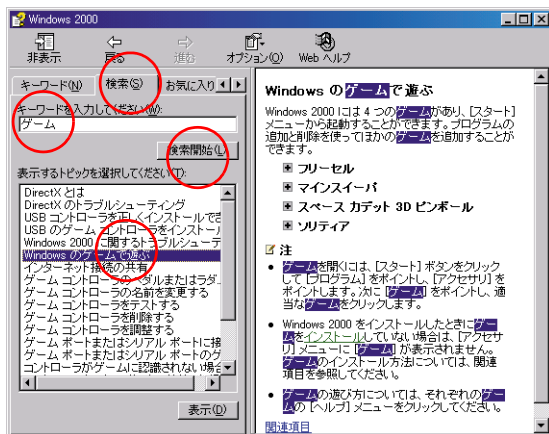 Windows 2000
非表示 戻る 進む オプション(O) Web ヘルプ
キーワード(N) 検索(S) お気に入り
キーワードを入力してください(W):
ゲーム
検索開始(L)
表示するトピックを選択してください(T):
DirectX とは
DirectX のトラブルシューティング
USB コントローラを正しくインストールでき
USB のゲーム コントローラをインストール
Windows 2000 に関するトラブルシューテ
Windows のゲームで遊ぶ
インターネット接続の共有
ゲーム コントローラのペダルまたはラダ
ゲーム コントローラの名前を変更する
ゲーム コントローラをテストする
ゲーム コントローラを削除する
ゲーム コントローラを調整する
ゲーム ポートまたはシリアル ポートに接
ゲーム ポートまたはシリアル ポートのゲ
コントローラがゲームに認識されない場合
表示(D)
Windows のゲームで遊ぶ
Windows 2000 には 4 つのゲームがあり、[スタート]
メニューから起動することができます。プログラムの
追加と削除を使ってほかのゲームを追加することが
できます。
フリーセル
マインスイーパ
スペース カデット 3D ピンボール
ソリティア
注
• ゲームを開くには、[スタート] ボタンをクリック
して [プログラム] をポイントし、[アクセサリ] を
ポイントします。次に [ゲーム] をポイントし、適
当なゲームをクリックします。
• Windows 2000 をインストールしたときにゲー
ムをインストールしていない場合は、[アクセサ
リ] メニューに [ゲーム] が表示されません。
ゲームのインストール方法については、関連
項目を参照してください。
• ゲームの遊び方については、それぞれのゲー
ムの [ヘルプ] メニューをクリックしてください。
関連項目